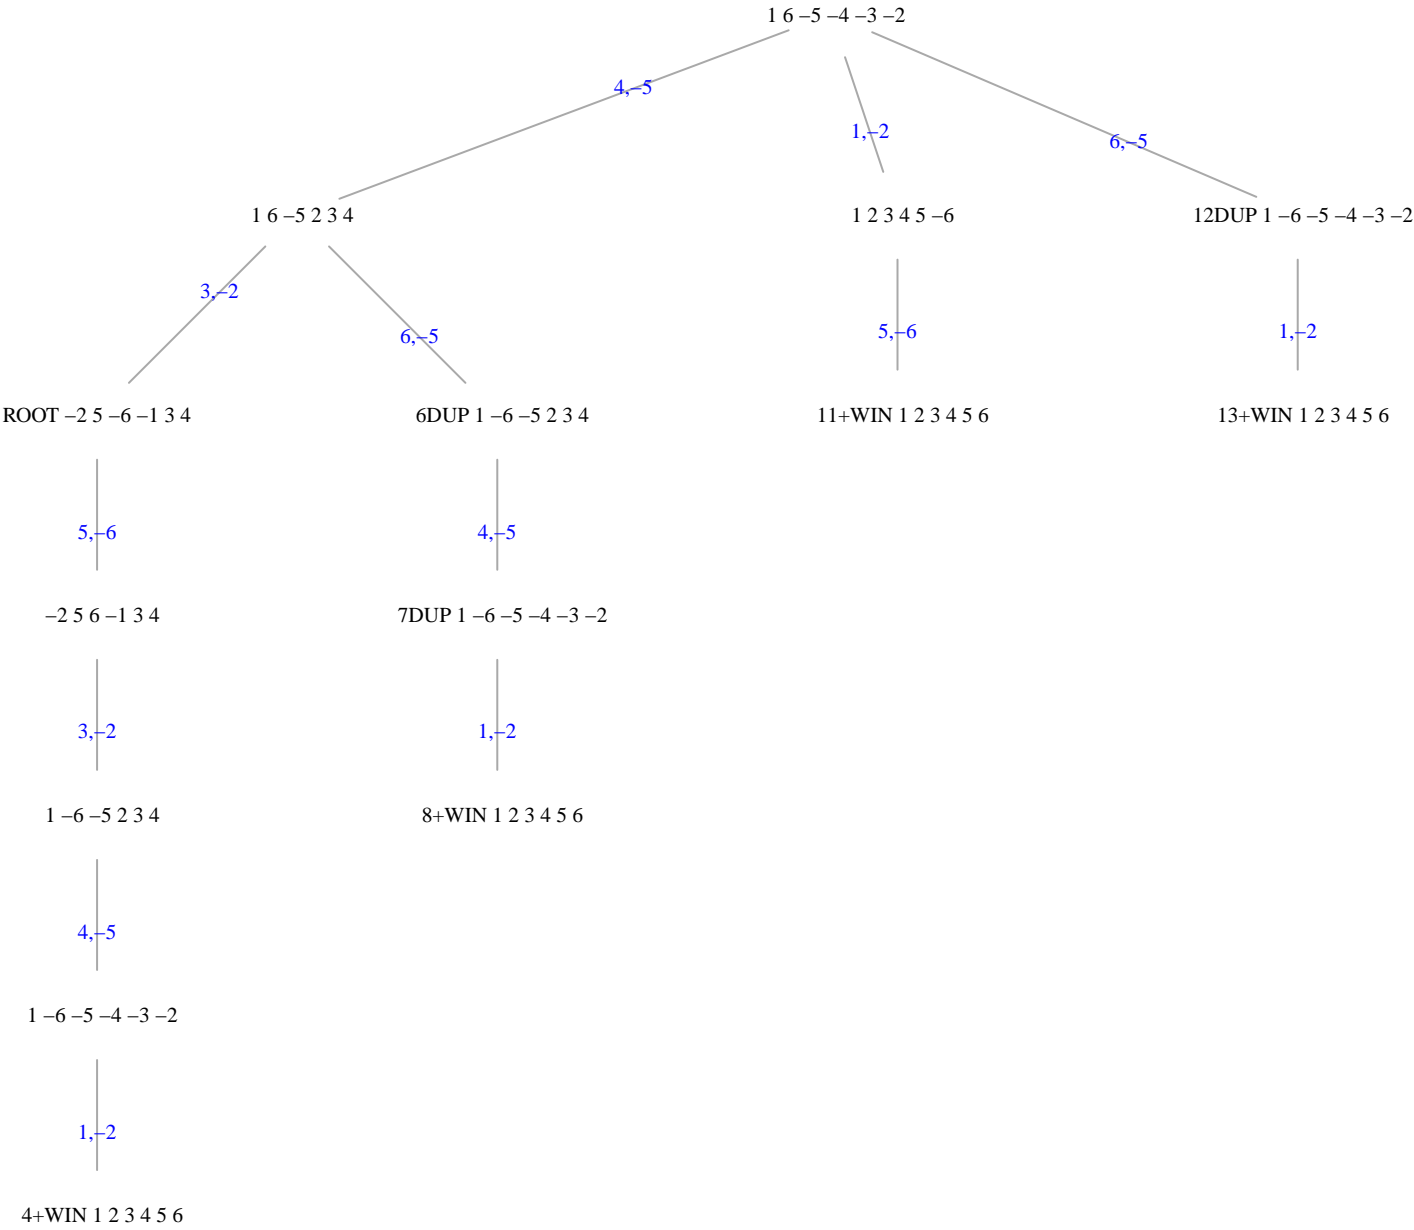 1 6 –5 –4 –3 –2
4,–5
1,–2
6,–5
1 6 –5 2 3 4
1 2 3 4 5 –6
12DUP 1 –6 –5 –4 –3 –2
3,–2
6,–5
5,–6
1,–2
ROOT –2 5 –6 –1 3 4
6DUP 1 –6 –5 2 3 4
11+WIN 1 2 3 4 5 6
13+WIN 1 2 3 4 5 6
5,–6
4,–5
–2 5 6 –1 3 4
7DUP 1 –6 –5 –4 –3 –2
3,–2
1,–2
1 –6 –5 2 3 4
8+WIN 1 2 3 4 5 6
4,–5
1 –6 –5 –4 –3 –2
1,–2
4+WIN 1 2 3 4 5 6